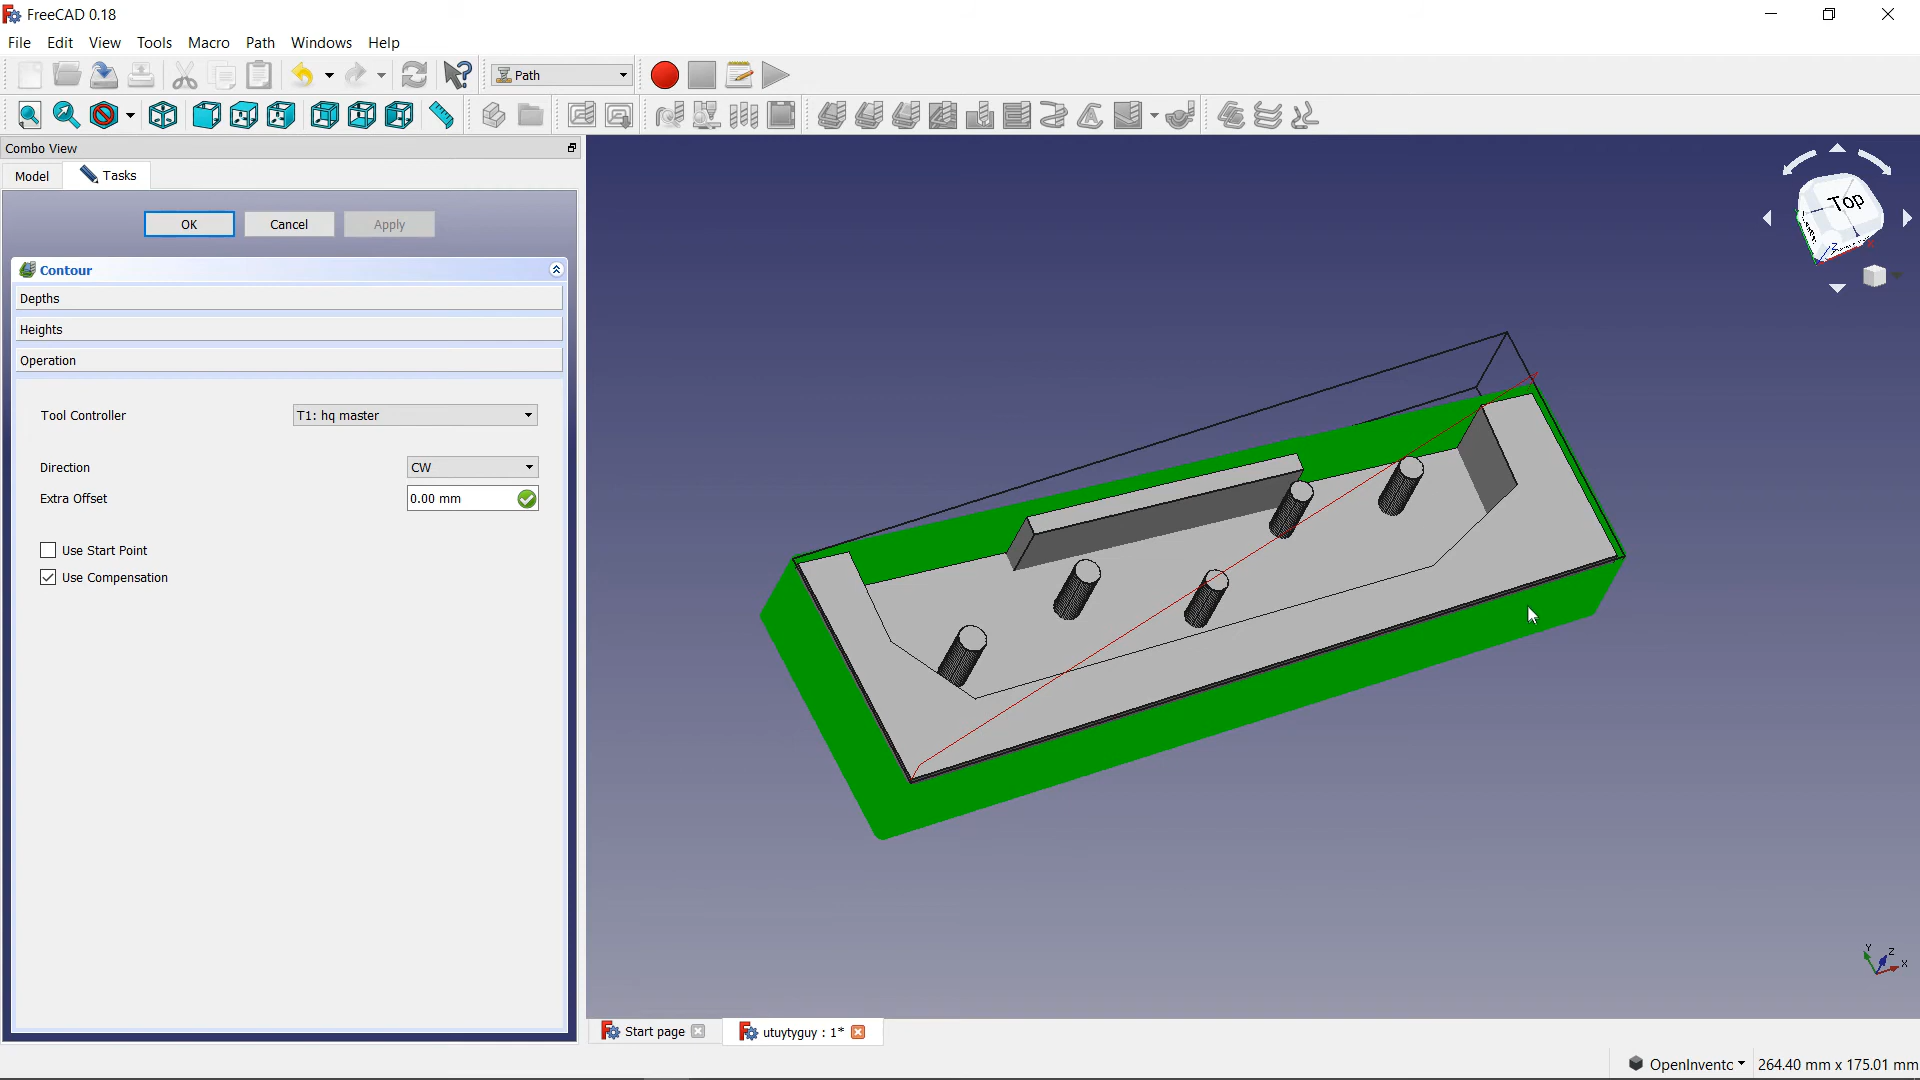 FreeCAD 0.18
File Edit View Tools Macro Path Windows Help
Path
Combo View
Model Tasks
OK Cancel Apply
Contour
Depths
Heights
Operation
Tool Controller T1: hq master
Direction CW
Extra Offset 0.00 mm
Use Start Point
Use Compensation
Top
Z X
Y Z X
Start page utuytyguy : 1*
OpenInventc 264.40 mm x 175.01 mm